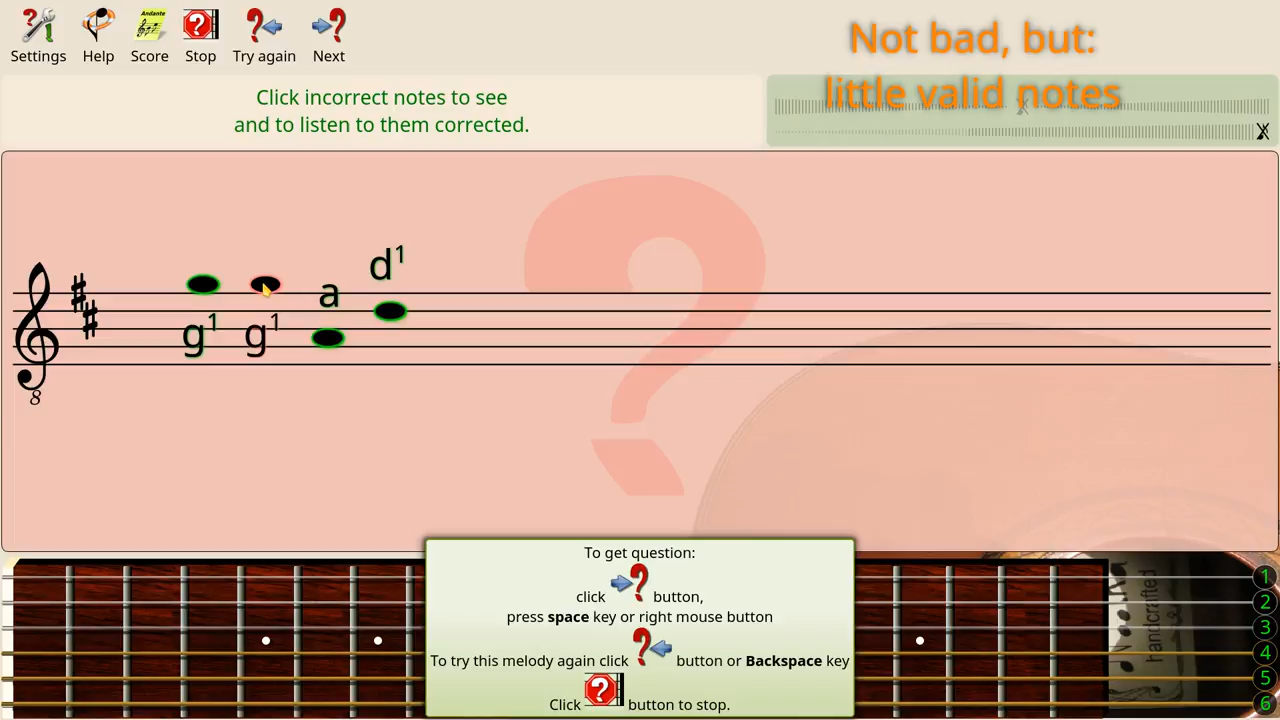 Settings Help Andante Score Stop Try again Next
Not bad, but:
little valid notes
Click incorrect notes to see
and to listen to them corrected.
d1
a
g1 g1
8
To get question:
click button,
press space key or right mouse button
To try this melody again click button or Backspace key
Click button to stop.
handcrafted
1
2
3
4
5
6